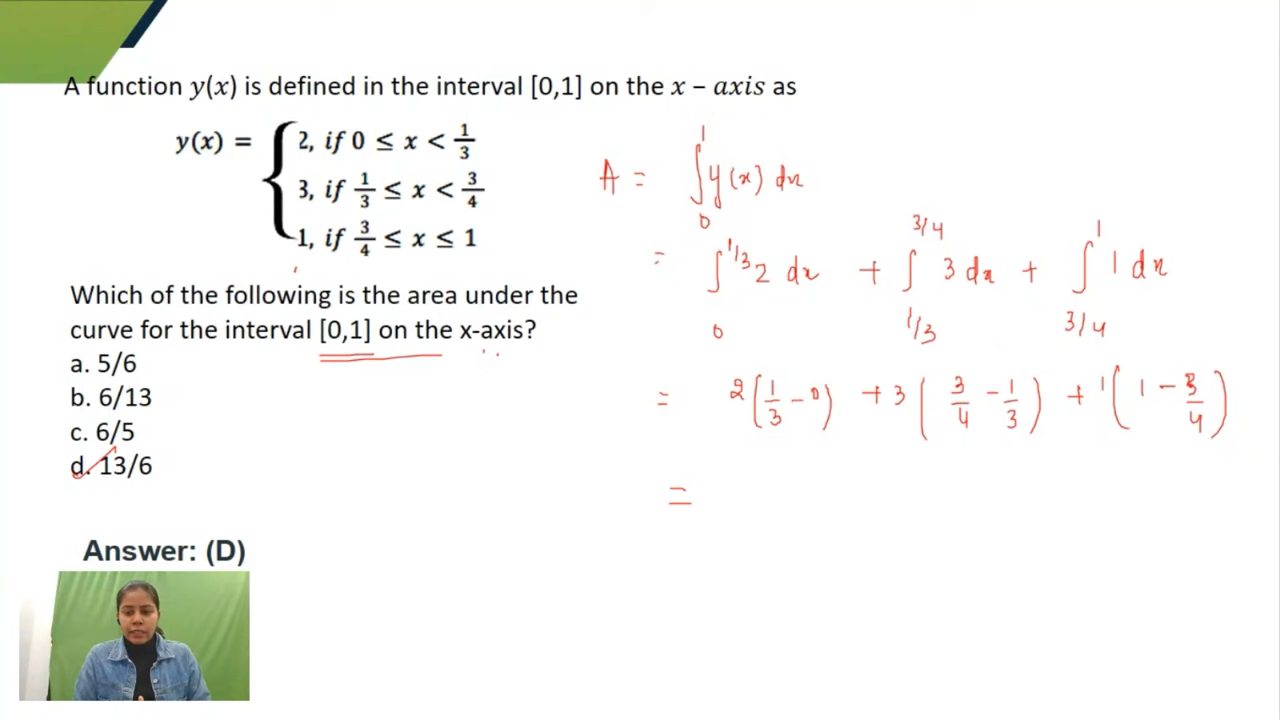 A function y(x) is defined in the interval [0,1] on the x − axis as
y(x) = { 2, if 0 ≤ x < 1/3
3, if 1/3 ≤ x < 3/4
1, if 3/4 ≤ x ≤ 1
Which of the following is the area under the
curve for the interval [0,1] on the x-axis?
a. 5/6
b. 6/13
c. 6/5
d. 13/6
Answer: (D)
A = ∫₀¹ y(x) dx
= ∫₀^1/3 2 dx + ∫_1/3^3/4 3 dx + ∫_3/4^1 1 dx
= 2(1/3 − 0) + 3(3/4 − 1/3) + 1(1 − 3/4)
=